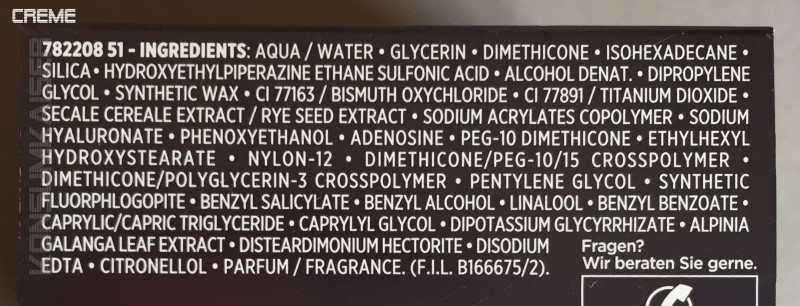 CREME
782208 51 - INGREDIENTS: AQUA / WATER • GLYCERIN • DIMETHICONE • ISOHEXADECANE •
SILICA • HYDROXYETHYLPIPERAZINE ETHANE SULFONIC ACID • ALCOHOL DENAT. • DIPROPYLENE
GLYCOL • SYNTHETIC WAX • CI 77163 / BISMUTH OXYCHLORIDE • CI 77891 / TITANIUM DIOXIDE •
SECALE CEREALE EXTRACT / RYE SEED EXTRACT • SODIUM ACRYLATES COPOLYMER • SODIUM
HYALURONATE • PHENOXYETHANOL • ADENOSINE • PEG-10 DIMETHICONE • ETHYLHEXYL
HYDROXYSTEARATE • NYLON-12 • DIMETHICONE/PEG-10/15 CROSSPOLYMER •
DIMETHICONE/POLYGLYCERIN-3 CROSSPOLYMER • PENTYLENE GLYCOL • SYNTHETIC
FLUORPHLOGOPITE • BENZYL SALICYLATE • BENZYL ALCOHOL • LINALOOL • BENZYL BENZOATE •
CAPRYLIC/CAPRIC TRIGLYCERIDE • CAPRYLYL GLYCOL • DIPOTASSIUM GLYCYRRHIZATE • ALPINIA
GALANGA LEAF EXTRACT • DISTEARDIMONIUM HECTORITE • DISODIUM
EDTA • CITRONELLOL • PARFUM / FRAGRANCE. (F.I.L. B166675/2).
Fragen?
Wir beraten Sie gerne.
KONSUMKAISER